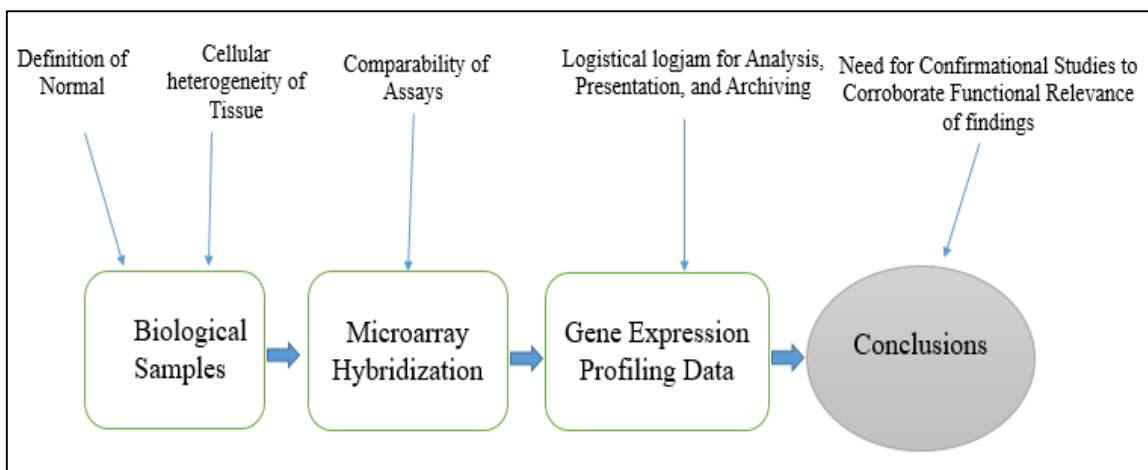 Definition of
Normal
Cellular
heterogeneity of
Tissue
Comparability of
Assays
Logistical logjam for Analysis,
Presentation, and Archiving
Need for Confirmational Studies to
Corroborate Functional Relevance
of findings
Biological
Samples
Microarray
Hybridization
Gene Expression
Profiling Data
Conclusions